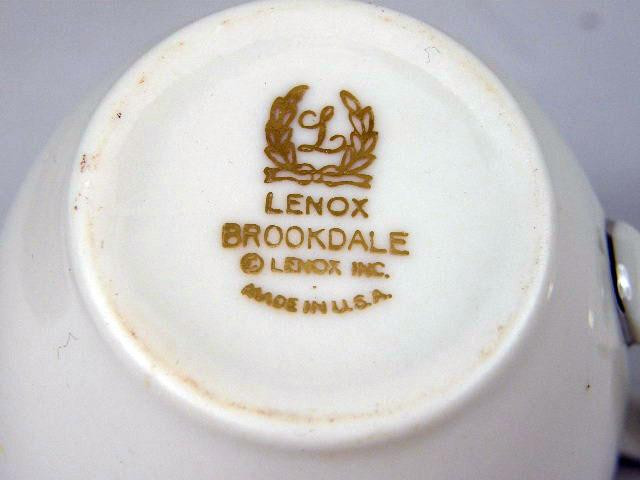 L
LENOX
BROOKDALE
© LENOX INC.
MADE IN U.S.A.